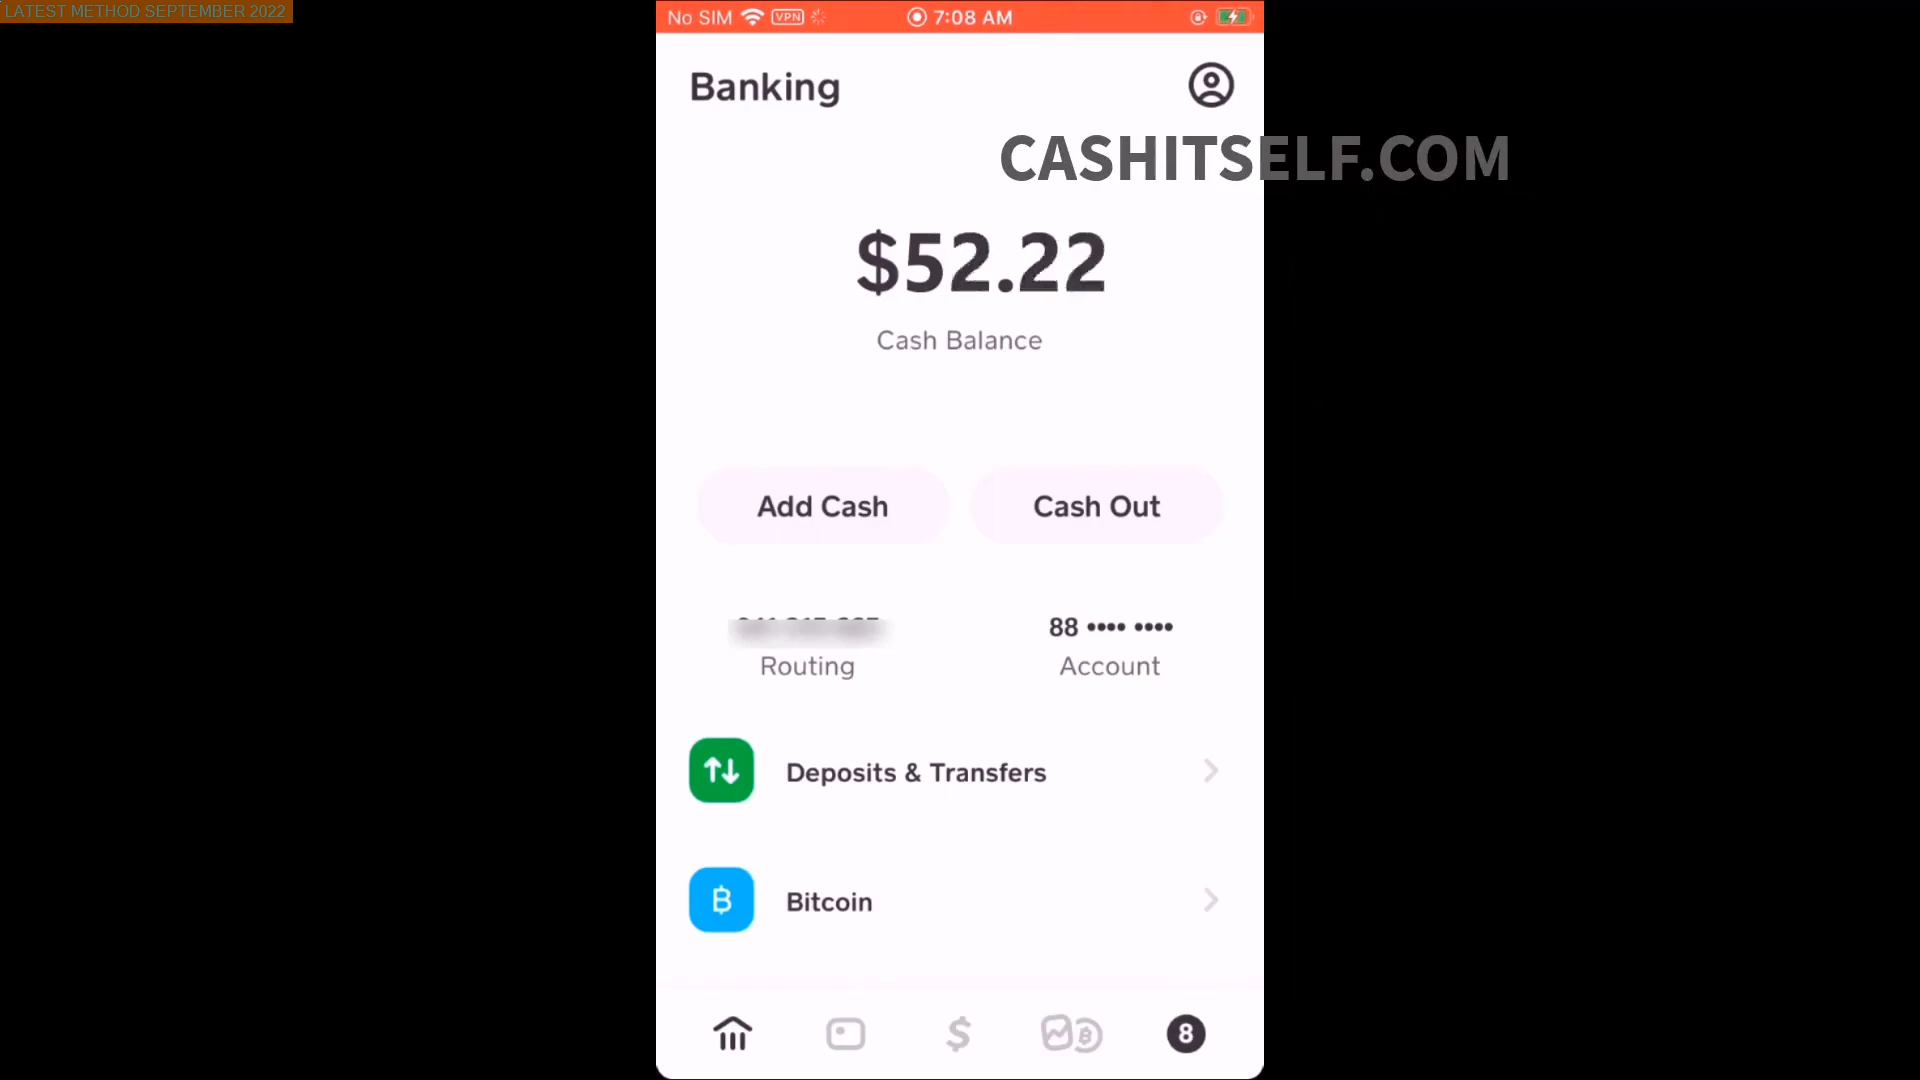 LATEST METHOD SEPTEMBER 2022
No SIM VPN 7:08 AM
Banking
CASHITSELF.COM
$52.22
Cash Balance
Add Cash Cash Out
88 •••• ••••
Routing Account
Deposits & Transfers
Bitcoin
8